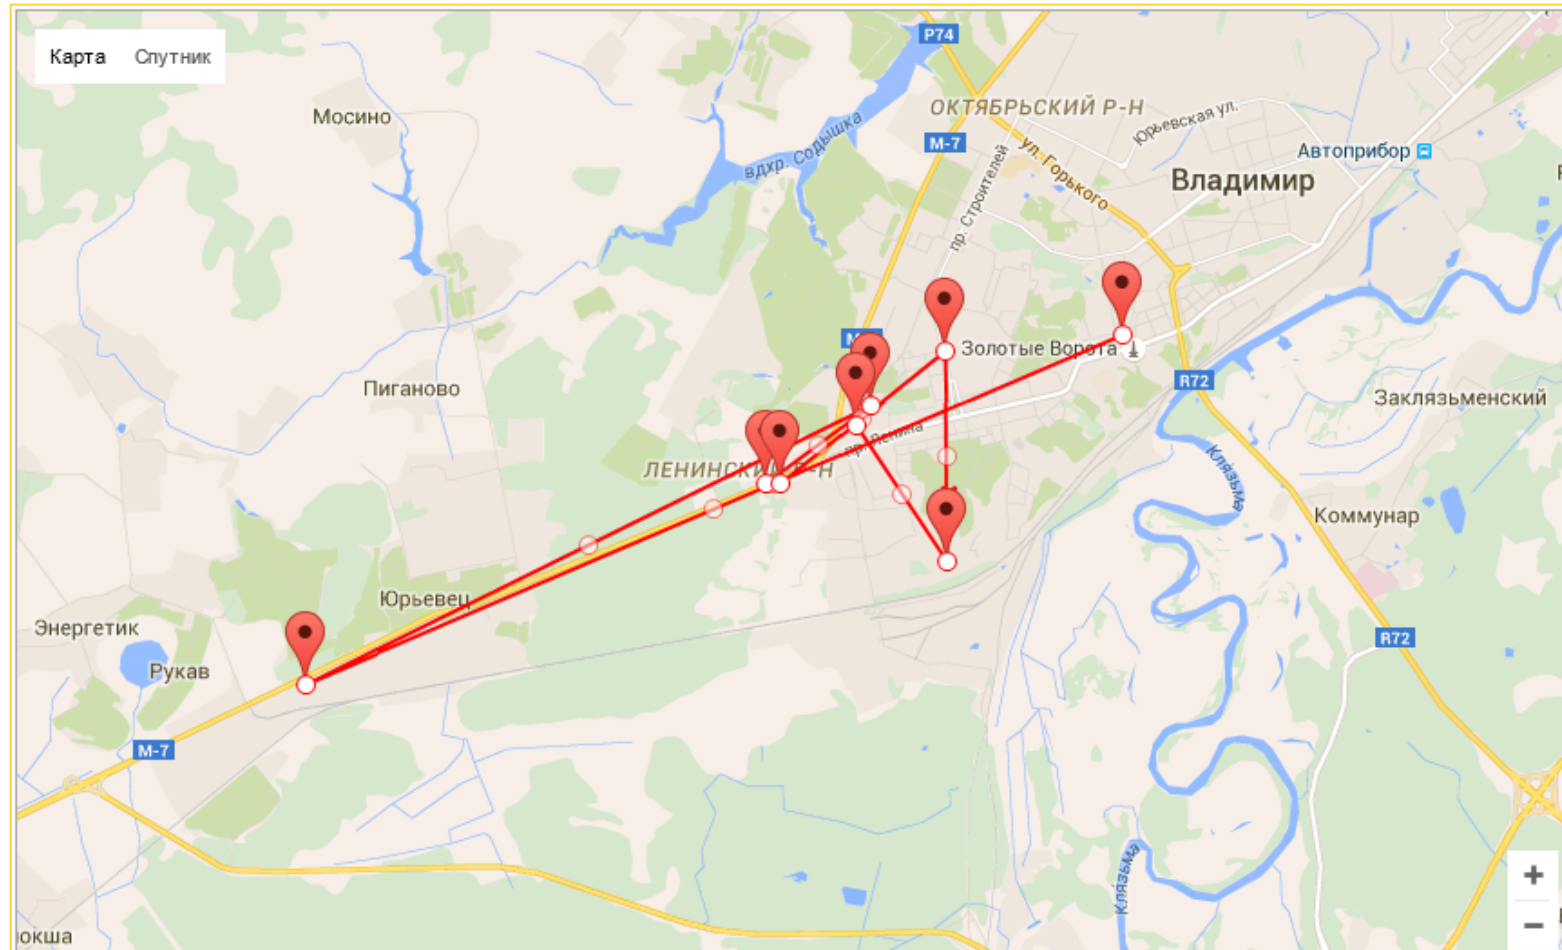 P74
Карта Спутник
ОКТЯБРЬСКИЙ Р-Н
Мосино
Юрьевская ул.
вдхр. Содышка
М-7
ул. Горького
Автоприбор
Владимир
пр. Строителей
Золотые Ворота
Пиганово
R72
Заклязьменский
пр. Ленина
ЛЕНИНСКИЙ Р-Н
Клязьма
Коммунар
Юрьевец
Энергетик
R72
Рукав
М-7
Клязьма
+
−